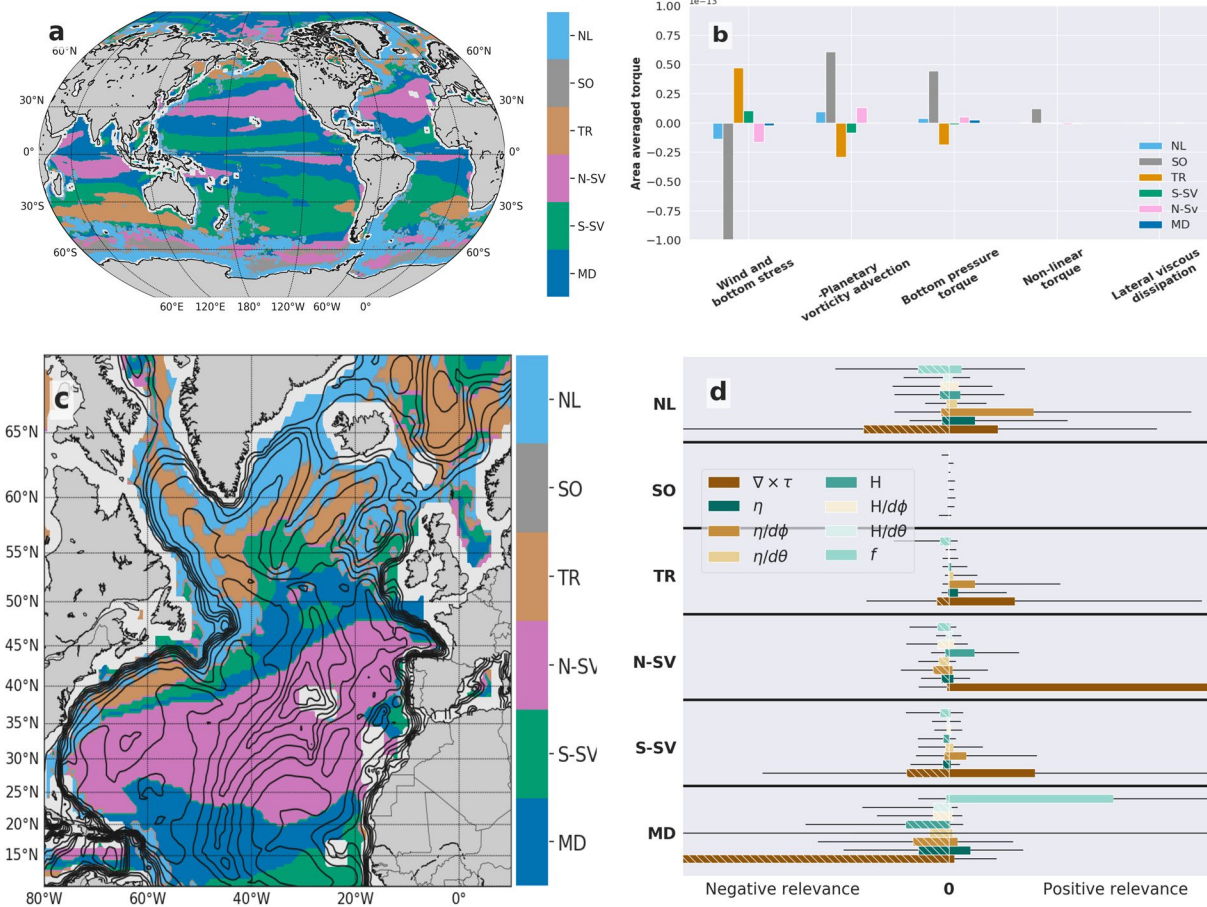 a
60°N
30°N
0°
30°S
60°S
60°N
30°N
0°
30°S
60°S
60°E 120°E 180° 120°W 60°W 0°
NL
SO
TR
N-SV
S-SV
MD
1e-13
b
Area averaged torque
1.00
0.75
0.50
0.25
0.00
−0.25
−0.50
−0.75
−1.00
NL
SO
TR
S-SV
N-Sv
MD
Wind and
bottom stress
-Planetary
vorticity advection
Bottom pressure
torque
Non-linear
torque
Lateral viscous
dissipation
c
65°N
60°N
55°N
50°N
45°N
40°N
35°N
30°N
25°N
20°N
15°N
80°W 60°W 40°W 20°W 0°
NL
SO
TR
N-SV
S-SV
MD
d
NL
SO
TR
N-SV
S-SV
MD
∇ × τ
η
η/dϕ
η/dθ
H
H/dϕ
H/dθ
f
Negative relevance 0 Positive relevance